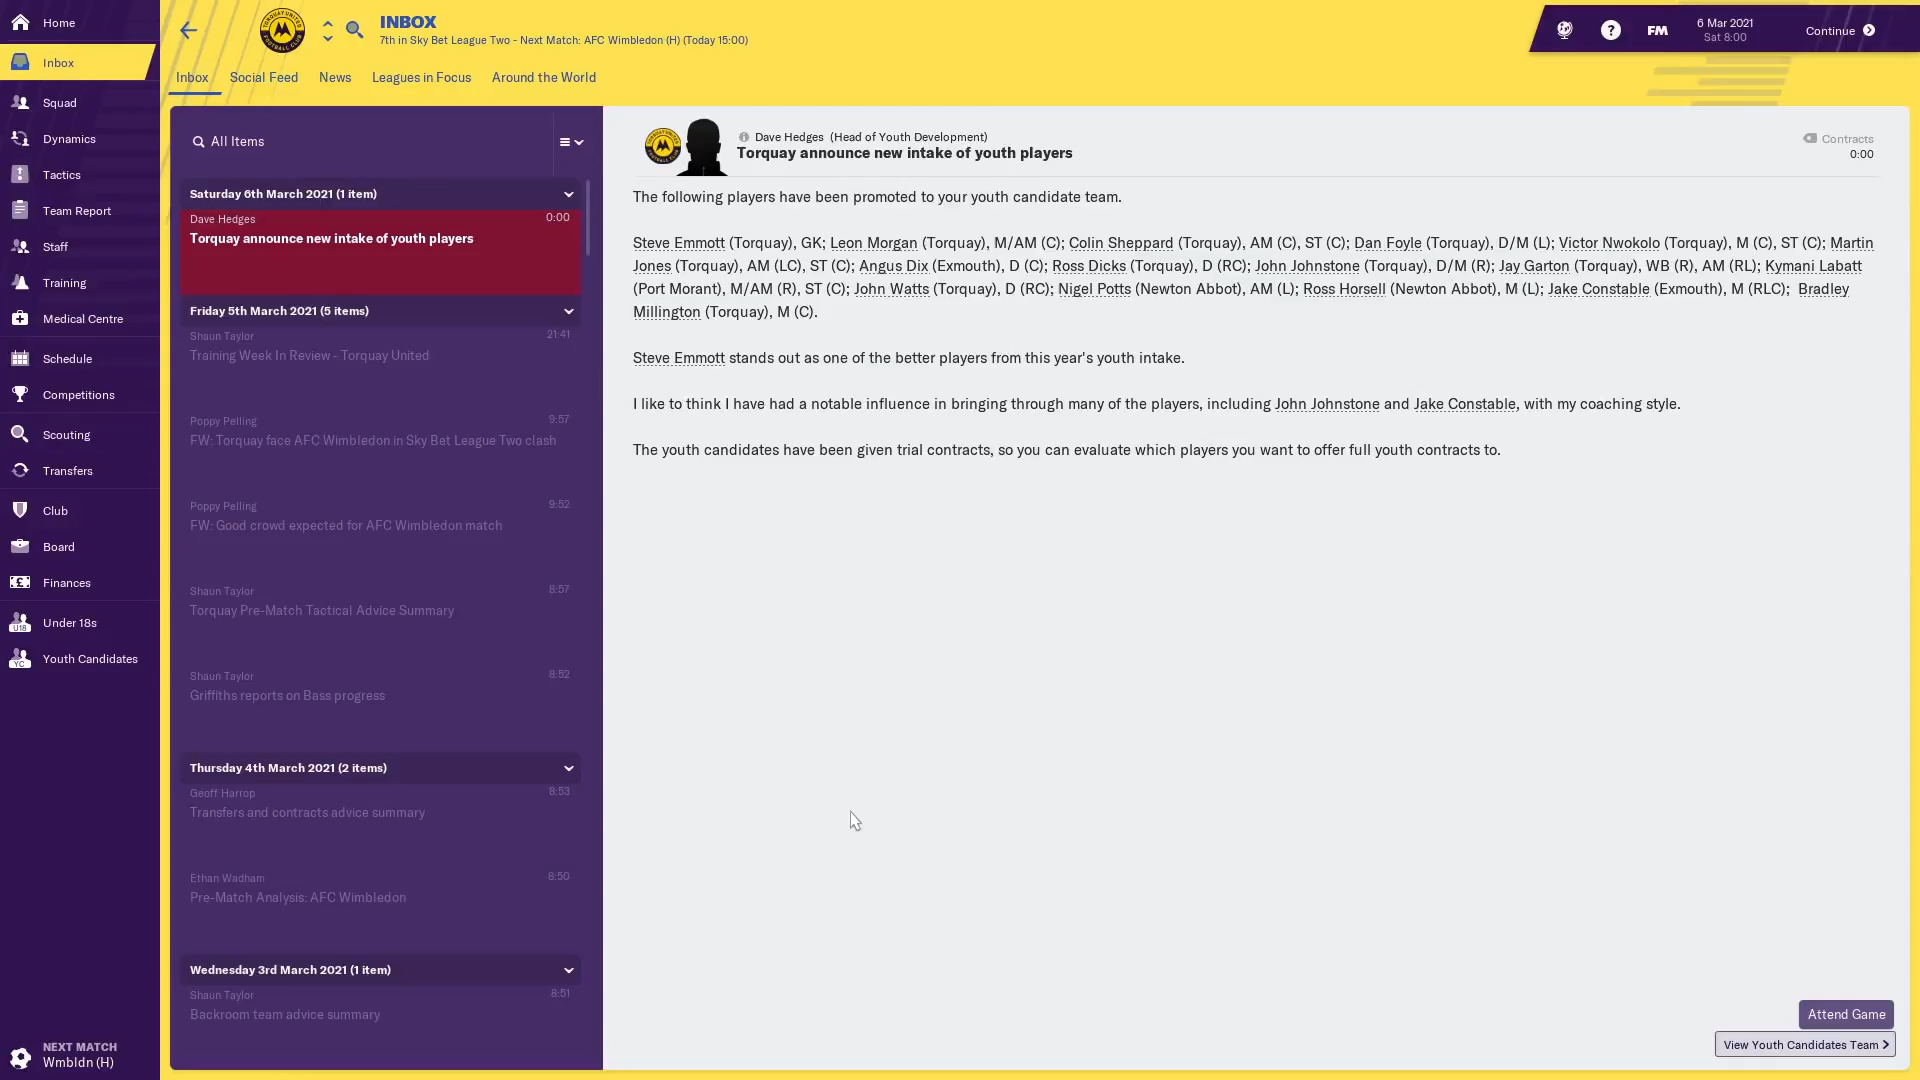 Home
Inbox
Squad
Dynamics
Tactics
Team Report
Staff
Training
Medical Centre
Schedule
Competitions
Scouting
Transfers
Club
Board
Finances
U18
Under 18s
YC
Youth Candidates
NEXT MATCH
Wmbldn (H)
TORQUAY UNITED
FOOTBALL CLUB
INBOX
7th in Sky Bet League Two - Next Match: AFC Wimbledon (H) (Today 15:00)
?
FM
6 Mar 2021
Sat 8:00
Continue
Inbox
Social Feed
News
Leagues in Focus
Around the World
All Items
Saturday 6th March 2021 (1 item)
Dave Hedges 0:00
Torquay announce new intake of youth players
Friday 5th March 2021 (5 items)
Shaun Taylor 21:41
Training Week In Review - Torquay United
Poppy Pelling 9:57
FW: Torquay face AFC Wimbledon in Sky Bet League Two clash
Poppy Pelling 9:52
FW: Good crowd expected for AFC Wimbledon match
Shaun Taylor 8:57
Torquay Pre-Match Tactical Advice Summary
Shaun Taylor 8:52
Griffiths reports on Bass progress
Thursday 4th March 2021 (2 items)
Geoff Harrop 8:53
Transfers and contracts advice summary
Ethan Wadham 8:50
Pre-Match Analysis: AFC Wimbledon
Wednesday 3rd March 2021 (1 item)
Shaun Taylor 8:51
Backroom team advice summary
Dave Hedges (Head of Youth Development)
Torquay announce new intake of youth players
Contracts
0:00
The following players have been promoted to your youth candidate team.
Steve Emmott (Torquay), GK; Leon Morgan (Torquay), M/AM (C); Colin Sheppard (Torquay), AM (C), ST (C); Dan Foyle (Torquay), D/M (L); Victor Nwokolo (Torquay), M (C), ST (C); Martin
Jones (Torquay), AM (LC), ST (C); Angus Dix (Exmouth), D (C); Ross Dicks (Torquay), D (RC); John Johnstone (Torquay), D/M (R); Jay Garton (Torquay), WB (R), AM (RL); Kymani Labatt
(Port Morant), M/AM (R), ST (C); John Watts (Torquay), D (RC); Nigel Potts (Newton Abbot), AM (L); Ross Horsell (Newton Abbot), M (L); Jake Constable (Exmouth), M (RLC); Bradley
Millington (Torquay), M (C).
Steve Emmott stands out as one of the better players from this year's youth intake.
I like to think I have had a notable influence in bringing through many of the players, including John Johnstone and Jake Constable, with my coaching style.
The youth candidates have been given trial contracts, so you can evaluate which players you want to offer full youth contracts to.
Attend Game
View Youth Candidates Team